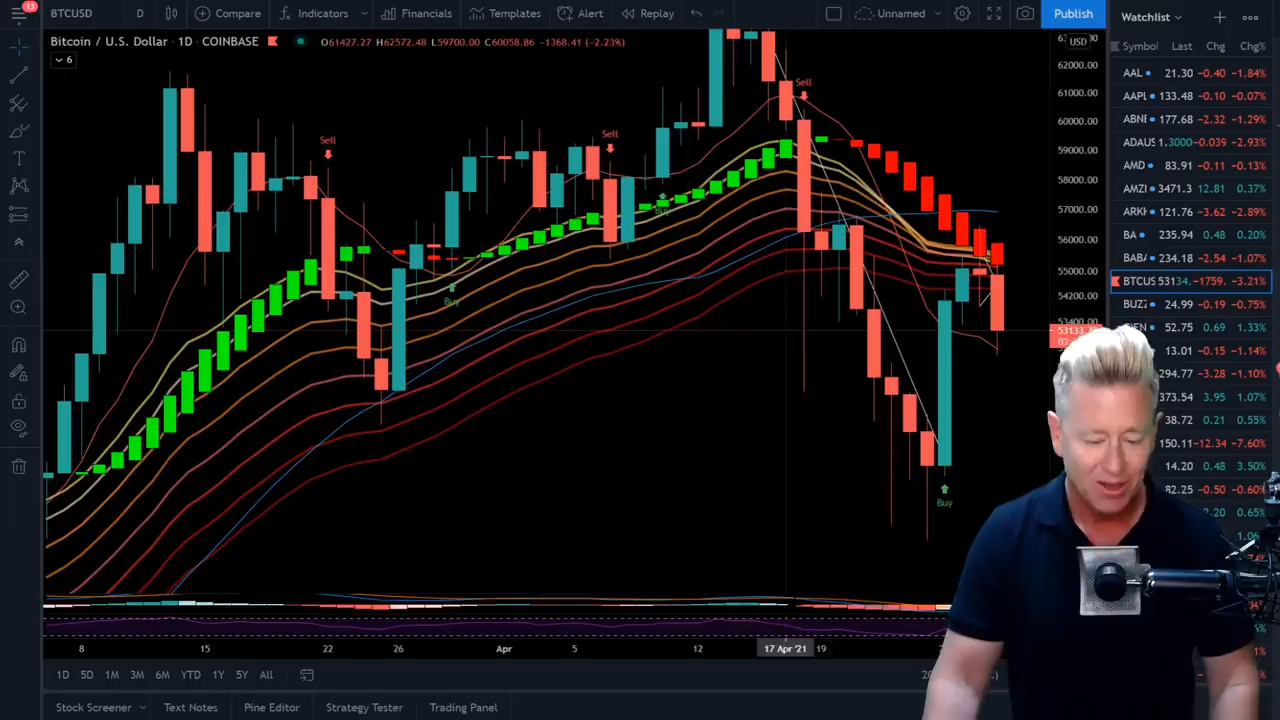 13
BTCUSD D Compare Indicators Financials Templates Alert Replay Unnamed Publish
Watchlist
Bitcoin / U.S. Dollar · 1D · COINBASE O61427.27 H62572.48 L59700.00 C60058.86 −1368.41 (−2.23%)
USD
Symbol Last Chg Chg%
6
62000.00
AAL 21.30 −0.40 −1.84%
Sell
61000.00
AAPL 133.48 −0.10 −0.07%
60000.00
ABNE 177.68 −2.32 −1.29%
Sell
Sell
59000.00
ADAUS 1.3000 −0.039 −2.93%
AMD 83.91 −0.11 −0.13%
58000.00
AMZI 3471.3 12.81 0.37%
Buy
57000.00
ARKK 121.76 −3.62 −2.89%
56000.00
BA 235.94 0.48 0.20%
BABA 234.18 −2.54 −1.07%
55000.00
BTCUS 53134. −1759. −3.21%
54200.00
Buy
BUZZ 24.99 −0.19 −0.75%
53400.00
52.75 0.69 1.33%
53133.
13.01 −0.15 −1.14%
294.77 −3.28 −1.10%
373.54 3.95 1.07%
38.72 0.21 0.55%
150.11 −12.34 −7.60%
14.20 0.48 3.50%
82.25 −0.50 −0.60%
Buy
0.65%
8 15 22 26 Apr 5 12 17 Apr '21 19
1D 5D 1M 3M 6M YTD 1Y 5Y All
Stock Screener Text Notes Pine Editor Strategy Tester Trading Panel